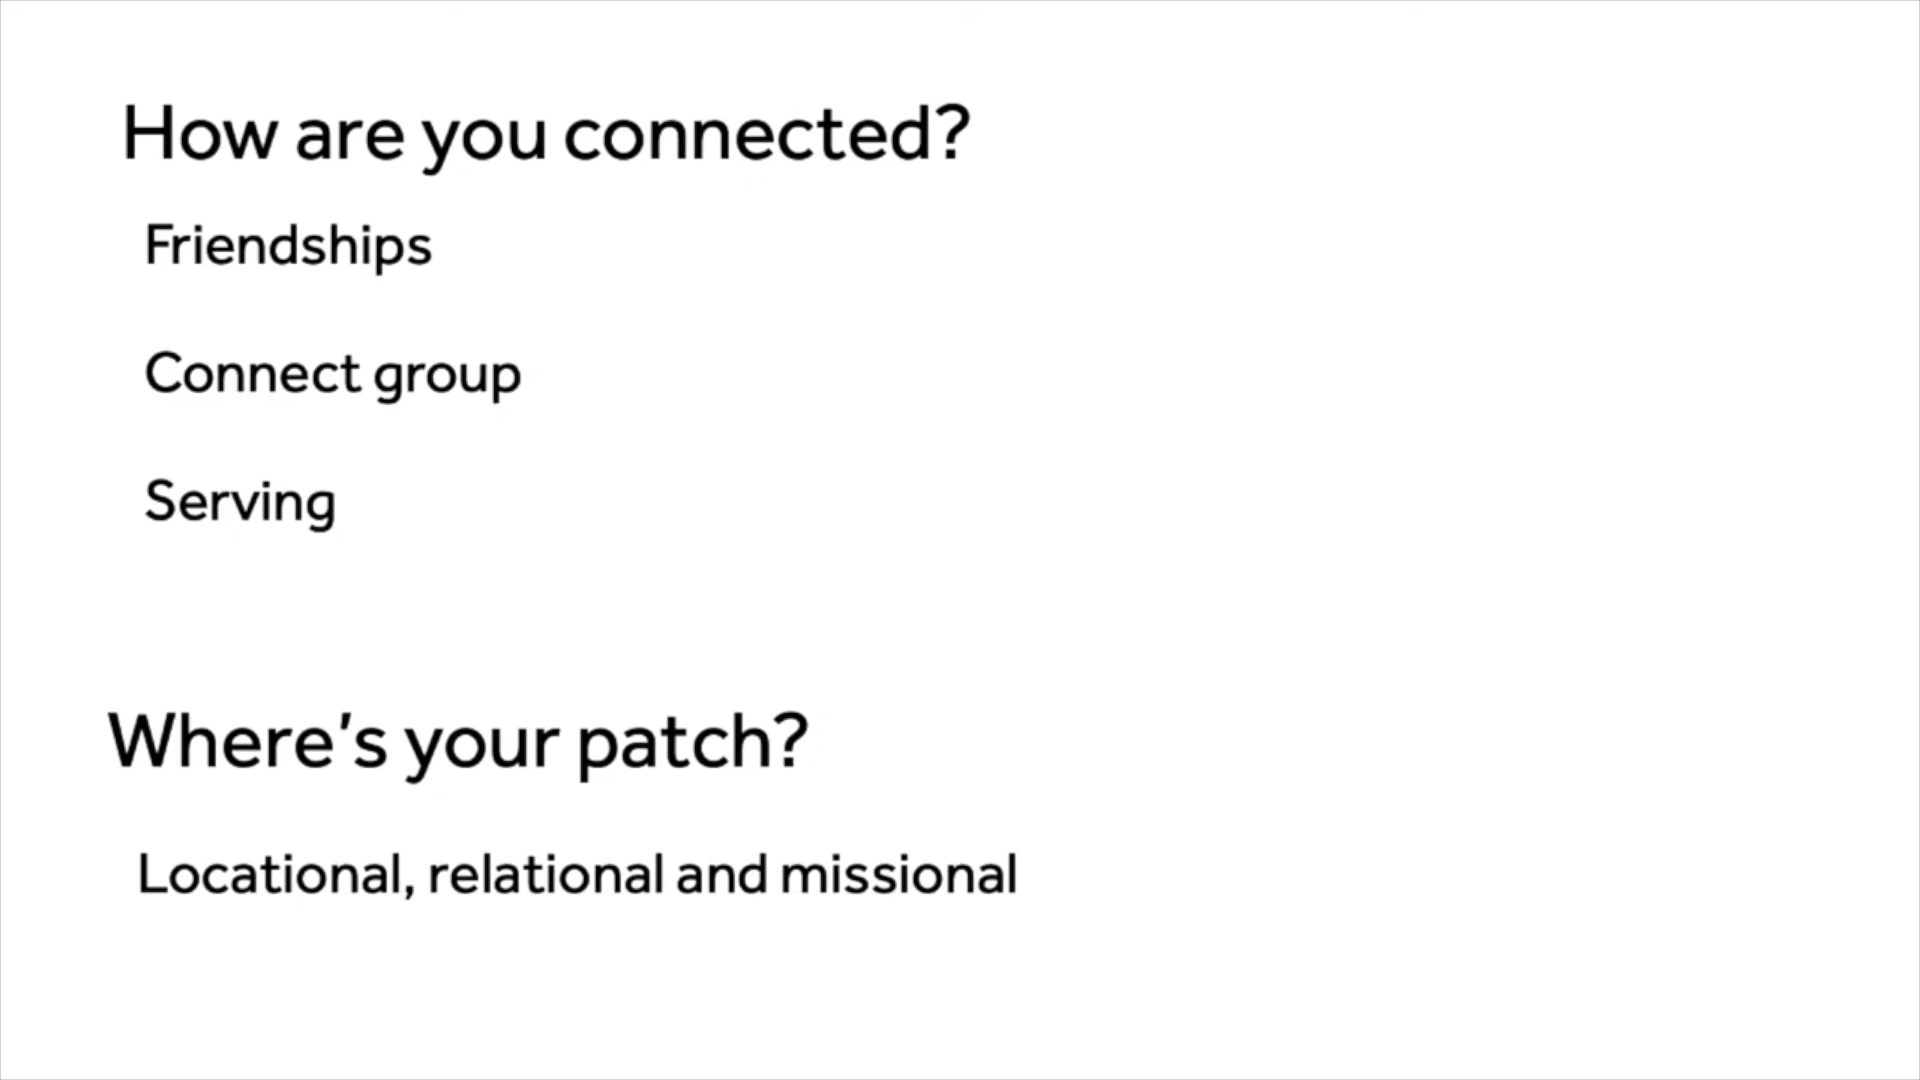 How are you connected?
Friendships
Connect group
Serving
Where’s your patch?
Locational, relational and missional